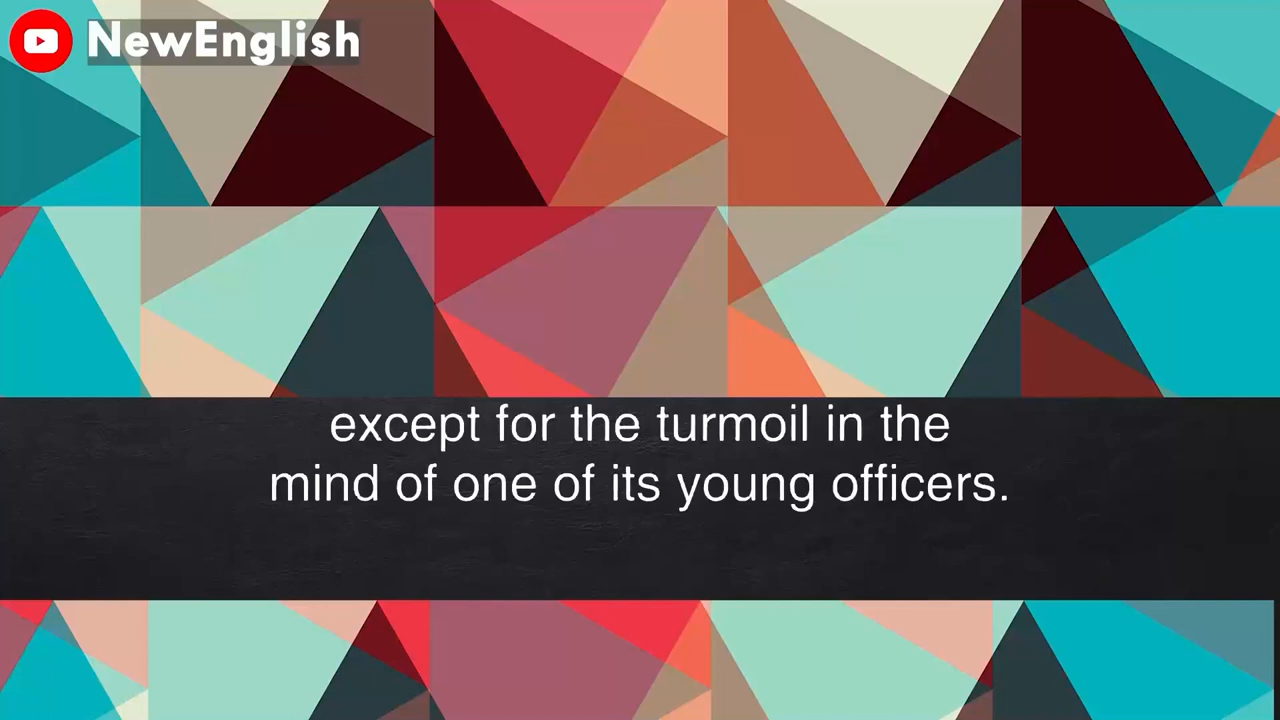 NewEnglish
except for the turmoil in the
mind of one of its young officers.